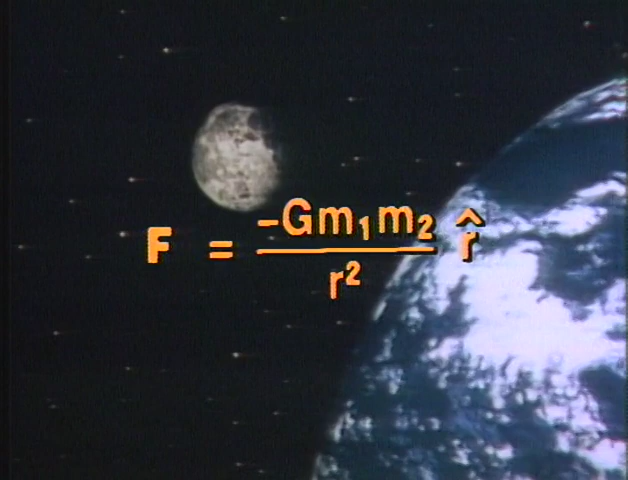 F = -Gm₁m₂ / r² r̂